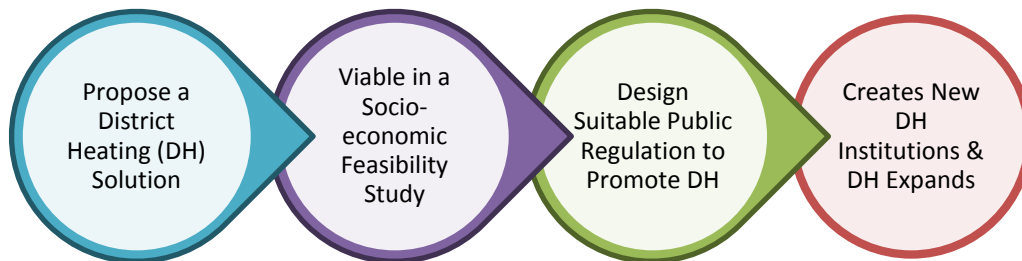 Propose a
District
Heating (DH)
Solution
Viable in a
Socio-
economic
Feasibility
Study
Design
Suitable Public
Regulation to
Promote DH
Creates New
DH
Institutions &
DH Expands